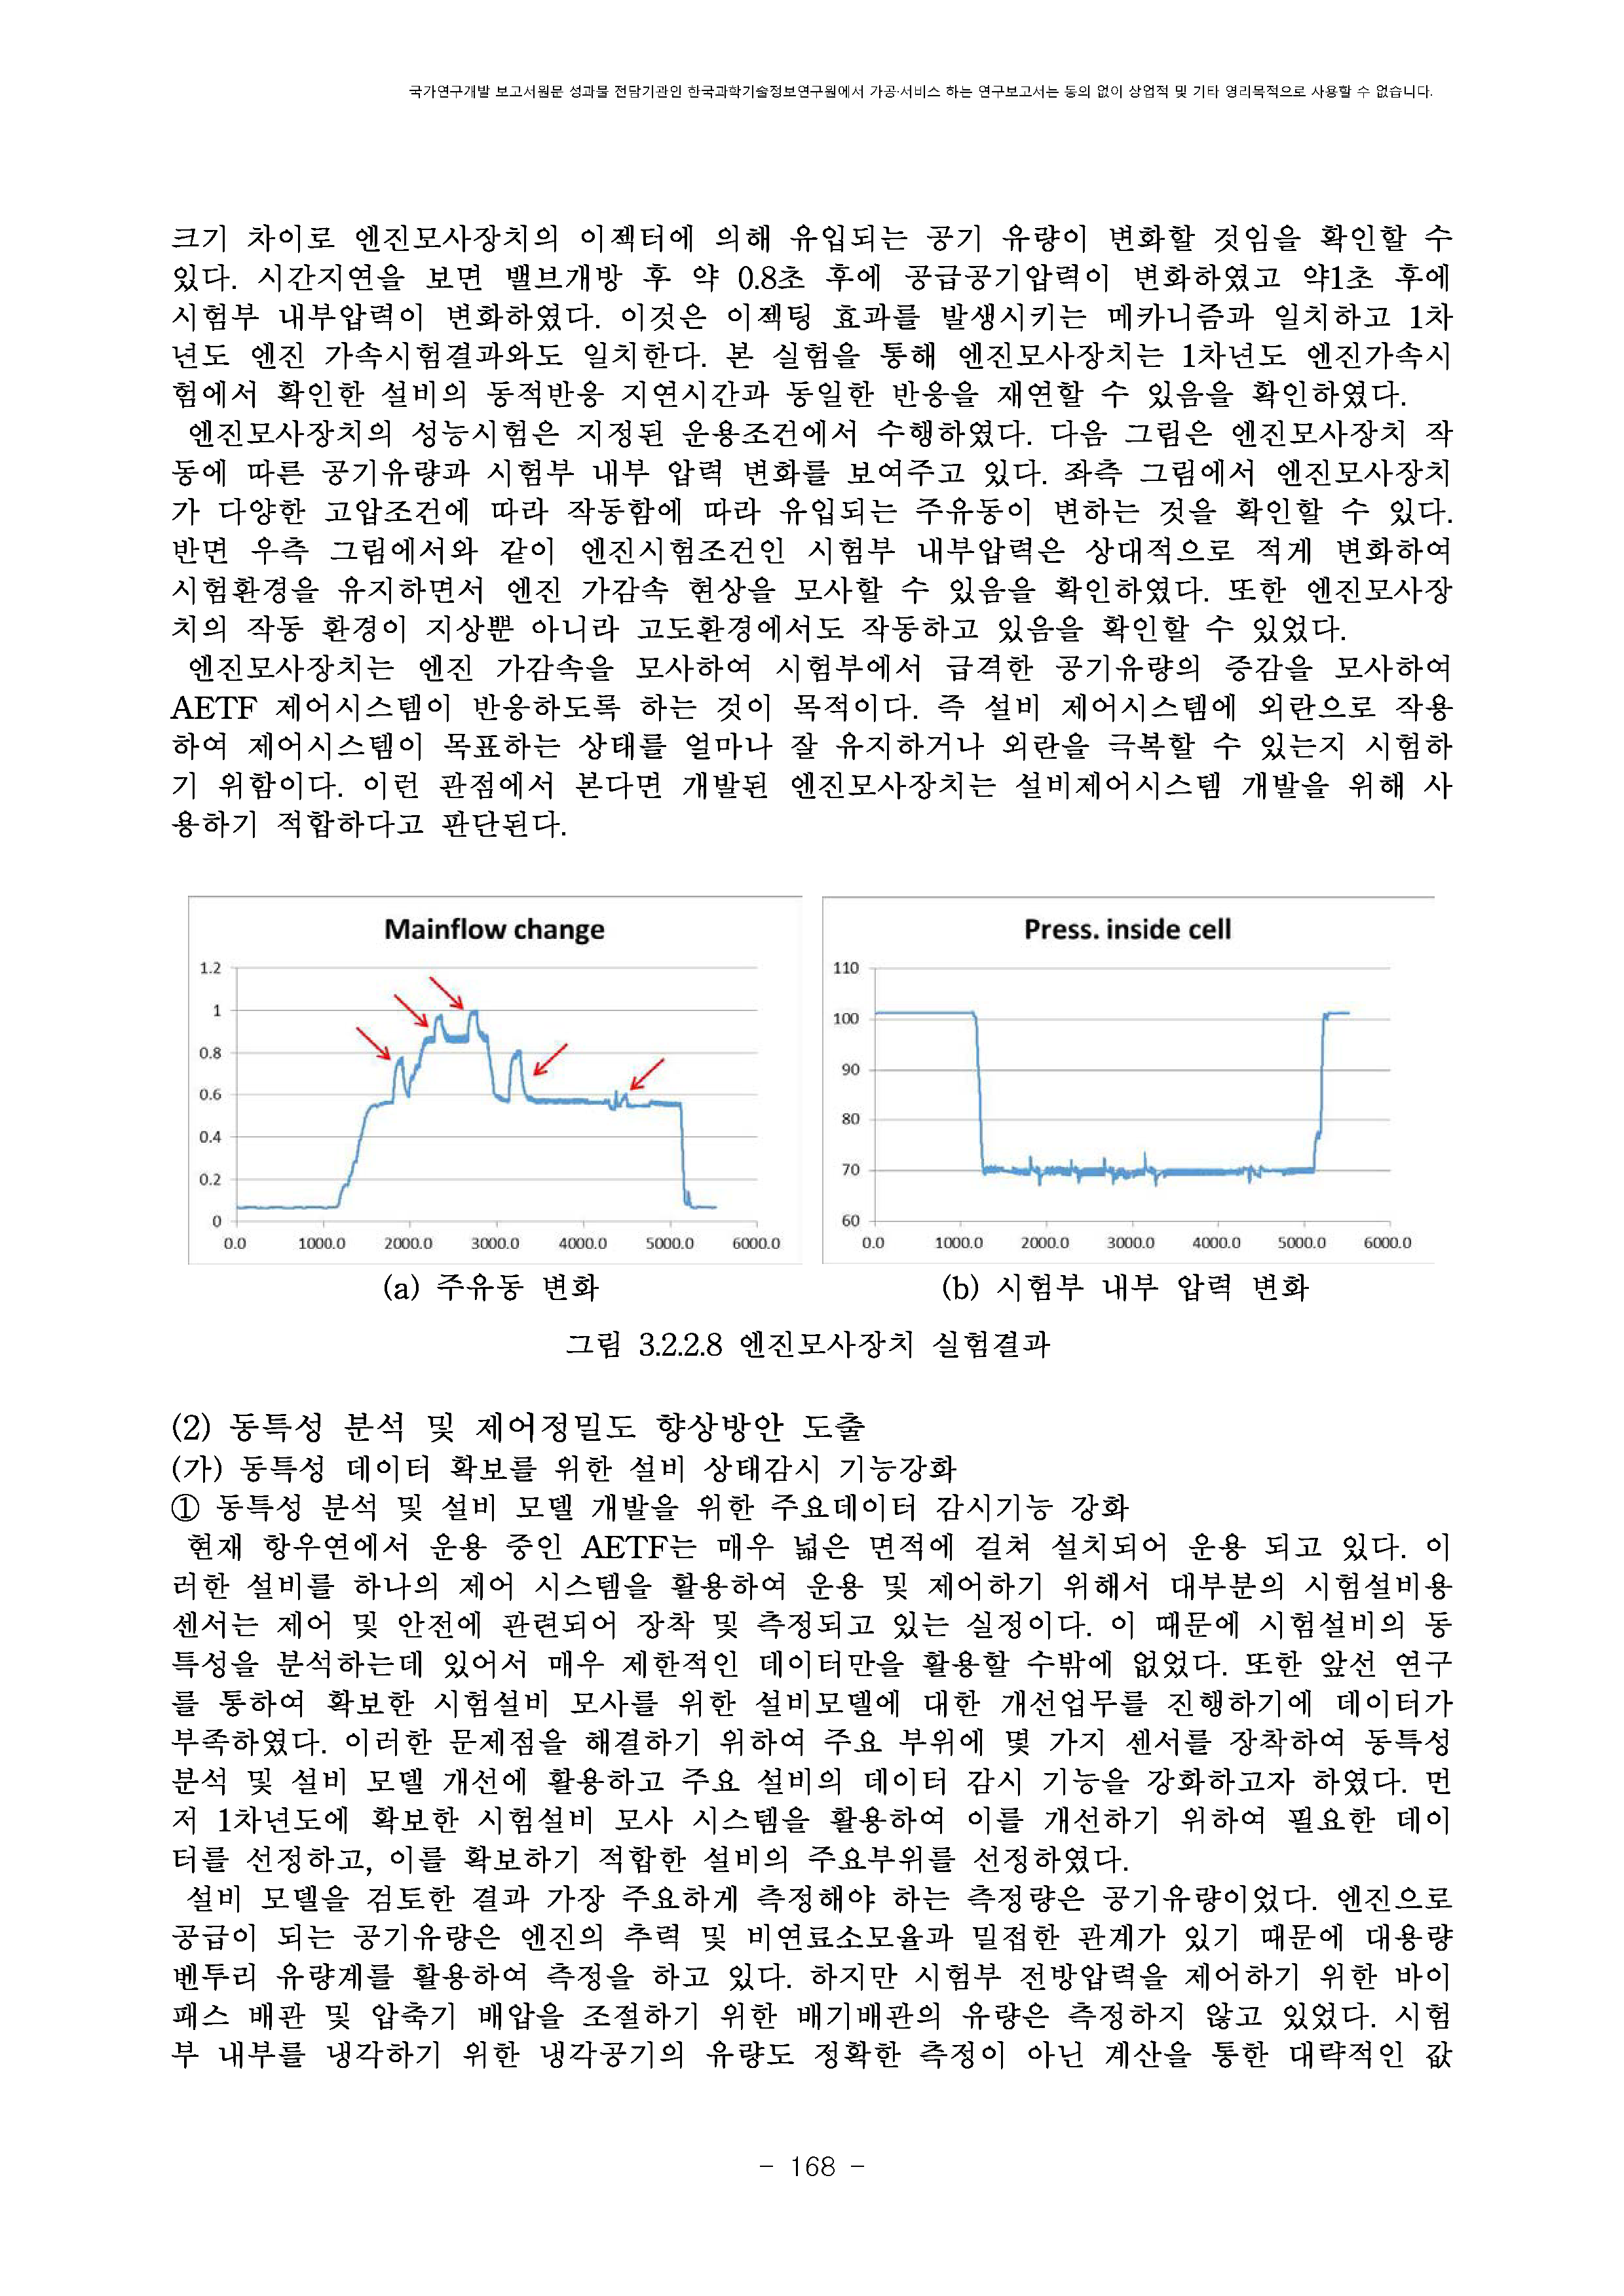 국가연구개발 보고서원문 성과물 전담기관인 한국과학기술정보연구원에서 가공·서비스 하는 연구보고서는 동의 없이 상업적 및 기타 영리목적으로 사용할 수 없습니다.
크기 차이로 엔진모사장치의 이젝터에 의해 유입되는 공기 유량이 변화할 것임을 확인할 수
있다. 시간지연을 보면 밸브개방 후 약 0.8초 후에 공급공기압력이 변화하였고 약1초 후에
시험부 내부압력이 변화하였다. 이것은 이젝팅 효과를 발생시키는 메카니즘과 일치하고 1차
년도 엔진 가속시험결과와도 일치한다. 본 실험을 통해 엔진모사장치는 1차년도 엔진가속시
험에서 확인한 설비의 동적반응 지연시간과 동일한 반응을 재연할 수 있음을 확인하였다.
엔진모사장치의 성능시험은 지정된 운용조건에서 수행하였다. 다음 그림은 엔진모사장치 작
동에 따른 공기유량과 시험부 내부 압력 변화를 보여주고 있다. 좌측 그림에서 엔진모사장치
가 다양한 고압조건에 따라 작동함에 따라 유입되는 주유동이 변하는 것을 확인할 수 있다.
반면 우측 그림에서와 같이 엔진시험조건인 시험부 내부압력은 상대적으로 적게 변화하여
시험환경을 유지하면서 엔진 가감속 현상을 모사할 수 있음을 확인하였다. 또한 엔진모사장
치의 작동 환경이 지상뿐 아니라 고도환경에서도 작동하고 있음을 확인할 수 있었다.
엔진모사장치는 엔진 가감속을 모사하여 시험부에서 급격한 공기유량의 증감을 모사하여
AETF 제어시스템이 반응하도록 하는 것이 목적이다. 즉 설비 제어시스템에 외란으로 작용
하여 제어시스템이 목표하는 상태를 얼마나 잘 유지하거나 외란을 극복할 수 있는지 시험하
기 위함이다. 이런 관점에서 본다면 개발된 엔진모사장치는 설비제어시스템 개발을 위해 사
용하기 적합하다고 판단된다.
Mainflow change
1.2
1
0.8
0.6
0.4
0.2
0
0.0 1000.0 2000.0 3000.0 4000.0 5000.0 6000.0
Press. inside cell
110
100
90
80
70
60
0.0 1000.0 2000.0 3000.0 4000.0 5000.0 6000.0
(a) 주유동 변화
(b) 시험부 내부 압력 변화
그림 3.2.2.8 엔진모사장치 실험결과
(2) 동특성 분석 및 제어정밀도 향상방안 도출
(가) 동특성 데이터 확보를 위한 설비 상태감시 기능강화
① 동특성 분석 및 설비 모델 개발을 위한 주요데이터 감시기능 강화
현재 항우연에서 운용 중인 AETF는 매우 넓은 면적에 걸쳐 설치되어 운용 되고 있다. 이
러한 설비를 하나의 제어 시스템을 활용하여 운용 및 제어하기 위해서 대부분의 시험설비용
센서는 제어 및 안전에 관련되어 장착 및 측정되고 있는 실정이다. 이 때문에 시험설비의 동
특성을 분석하는데 있어서 매우 제한적인 데이터만을 활용할 수밖에 없었다. 또한 앞선 연구
를 통하여 확보한 시험설비 모사를 위한 설비모델에 대한 개선업무를 진행하기에 데이터가
부족하였다. 이러한 문제점을 해결하기 위하여 주요 부위에 몇 가지 센서를 장착하여 동특성
분석 및 설비 모델 개선에 활용하고 주요 설비의 데이터 감시 기능을 강화하고자 하였다. 먼
저 1차년도에 확보한 시험설비 모사 시스템을 활용하여 이를 개선하기 위하여 필요한 데이
터를 선정하고, 이를 확보하기 적합한 설비의 주요부위를 선정하였다.
설비 모델을 검토한 결과 가장 주요하게 측정해야 하는 측정량은 공기유량이었다. 엔진으로
공급이 되는 공기유량은 엔진의 추력 및 비연료소모율과 밀접한 관계가 있기 때문에 대용량
벤투리 유량계를 활용하여 측정을 하고 있다. 하지만 시험부 전방압력을 제어하기 위한 바이
패스 배관 및 압축기 배압을 조절하기 위한 배기배관의 유량은 측정하지 않고 있었다. 시험
부 내부를 냉각하기 위한 냉각공기의 유량도 정확한 측정이 아닌 계산을 통한 대략적인 값
- 168 -